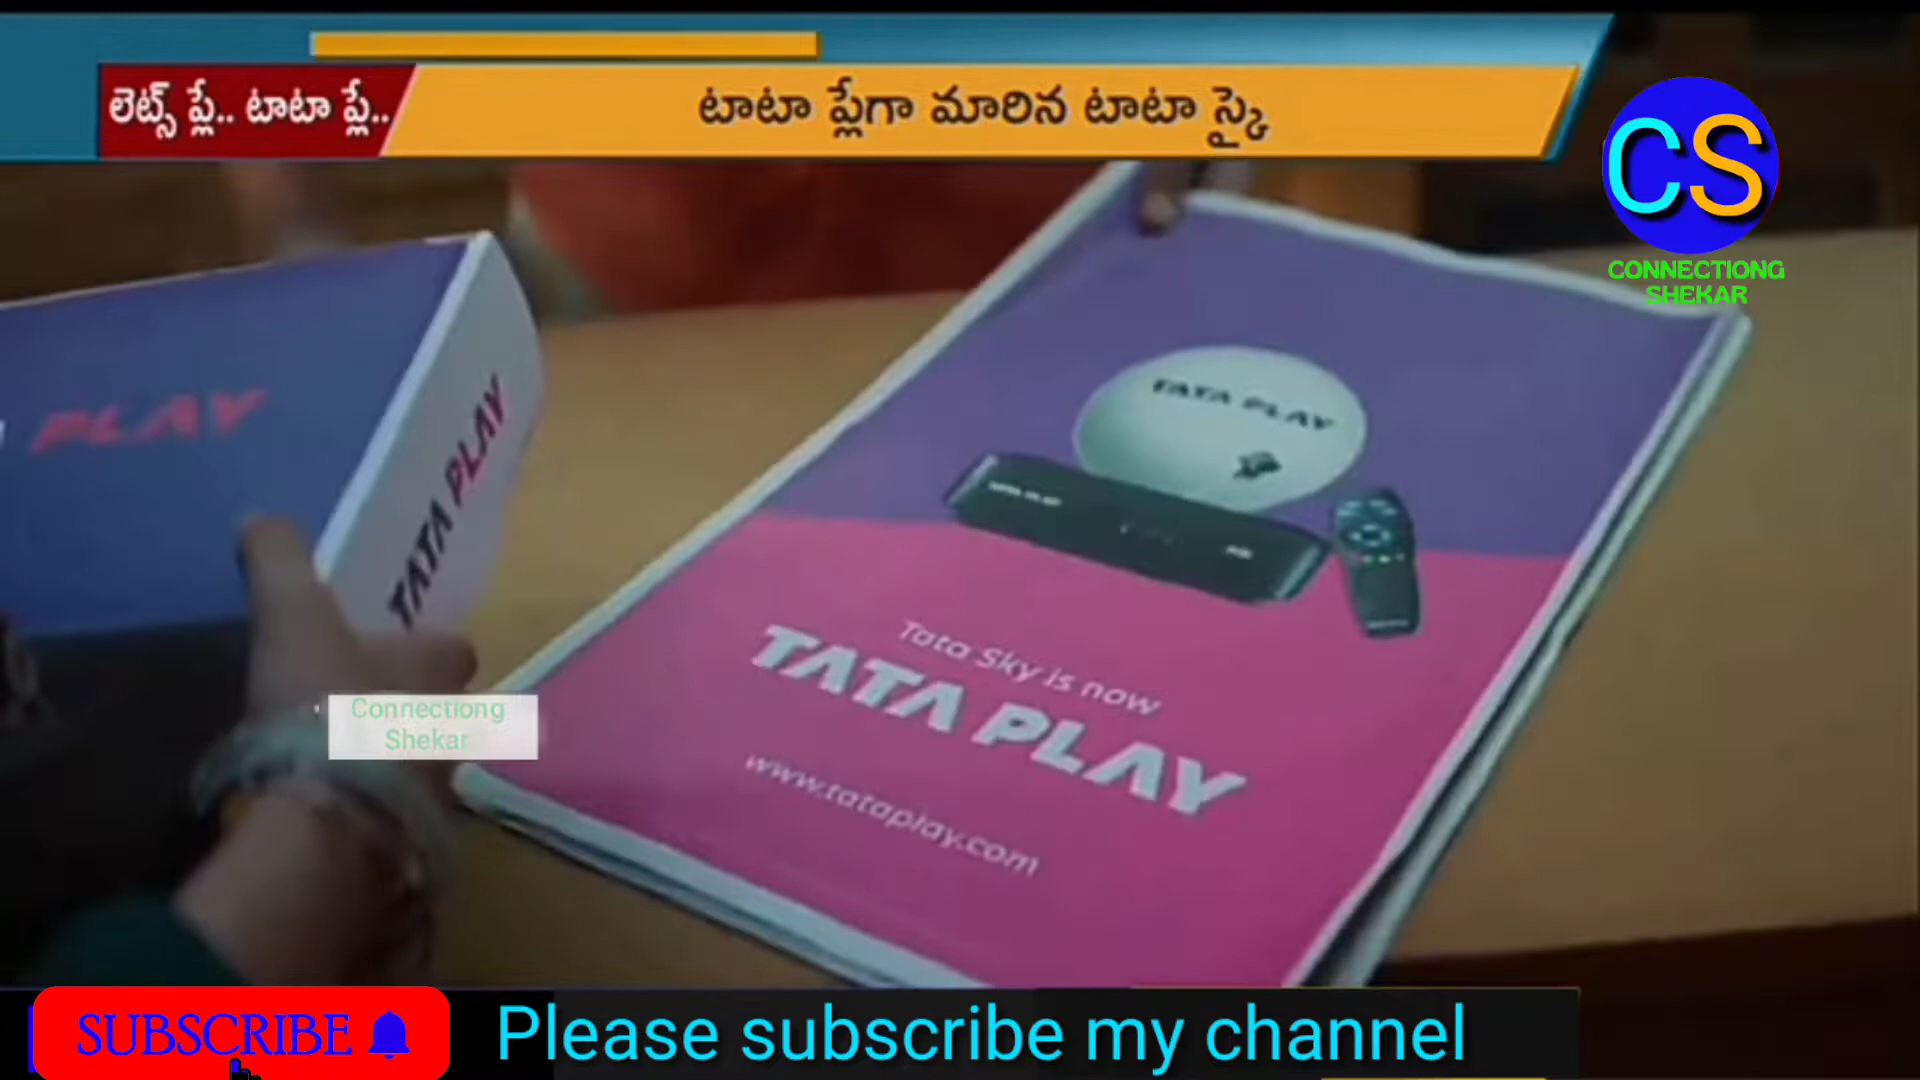 లెట్స్ ప్లే.. టాటా ప్లే..
టాటా ప్లేగా మారిన టాటా స్కై
CS
CONNECTIONG
SHEKAR
PLAY
TATA PLAY
TATA PLAY
Tata Sky is now
TATA PLAY
www.tataplay.com
Connectiong
Shekar
SUBSCRIBE
Please subscribe my channel